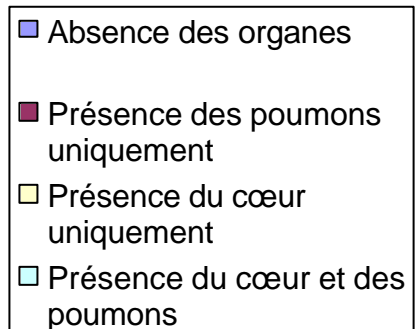 Absence des organes
Présence des poumons
uniquement
Présence du cœur
uniquement
Présence du cœur et des
poumons